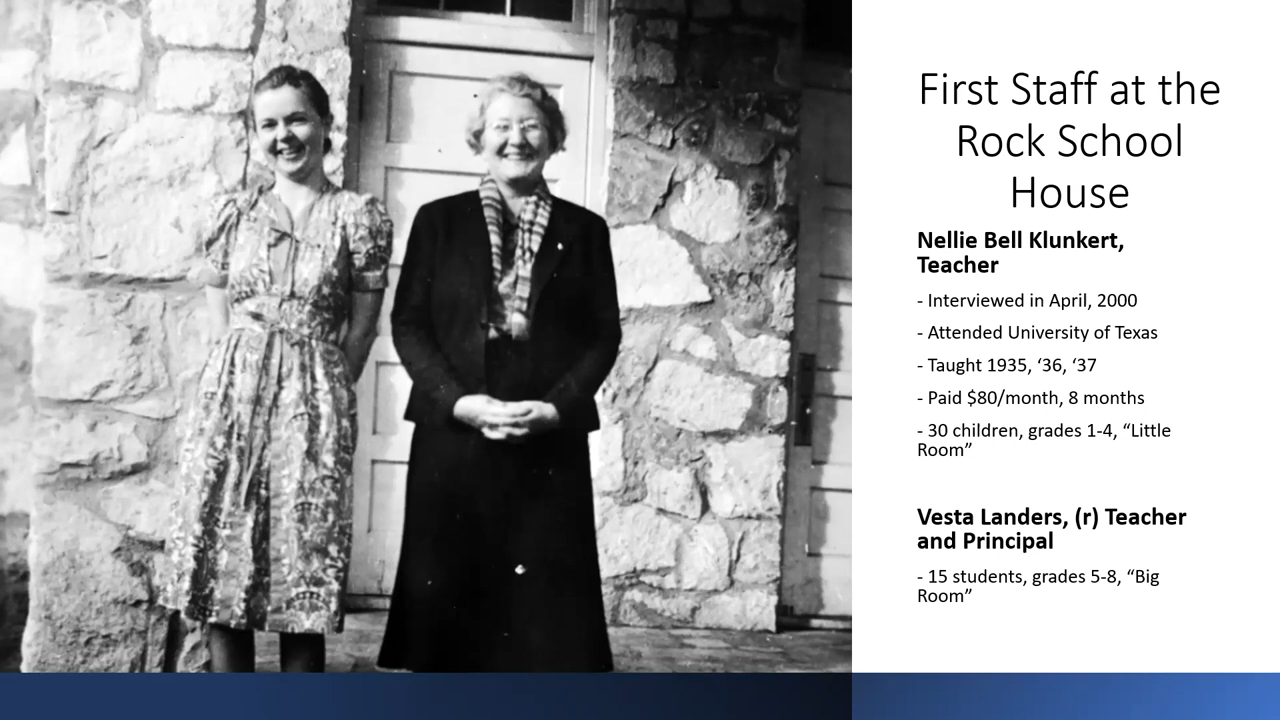 First Staff at the
Rock School
House
Nellie Bell Klunkert,
Teacher
- Interviewed in April, 2000
- Attended University of Texas
- Taught 1935, ‘36, ‘37
- Paid $80/month, 8 months
- 30 children, grades 1-4, “Little
Room”
Vesta Landers, (r) Teacher
and Principal
- 15 students, grades 5-8, “Big
Room”